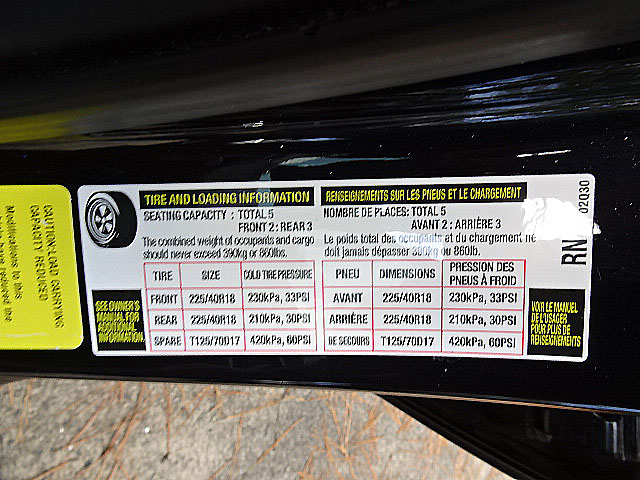 TIRE AND LOADING INFORMATION
SEATING CAPACITY : TOTAL 5
FRONT 2 : REAR 3
The combined weight of occupants and cargo
should never exceed 390kg or 860lbs.
RENSEIGNEMENTS SUR LES PNEUS ET LE CHARGEMENT
NOMBRE DE PLACES: TOTAL 5
AVANT 2 : ARRIÈRE 3
Le poids total des occupants et du chargement ne
doit jamais dépasser 390kg ou 860lb.
TIRE SIZE COLD TIRE PRESSURE
FRONT 225/40R18 230kPa, 33PSI
REAR 225/40R18 210kPa, 30PSI
SPARE T125/70D17 420kPa, 60PSI
PNEU DIMENSIONS PRESSION DES
PNEUS À FROID
AVANT 225/40R18 230kPa, 33PSI
ARRIÈRE 225/40R18 210kPa, 30PSI
DE SECOURS T125/70D17 420kPa, 60PSI
SEE OWNER'S
MANUAL FOR
ADDITIONAL
INFORMATION.
VOIR LE MANUEL
DE L'USAGER
POUR PLUS DE
RENSEIGNEMENTS
RN
02030
CAUTION-LOAD CARRYING
CAPACITY REDUCED
Modifications to this
have reduced the